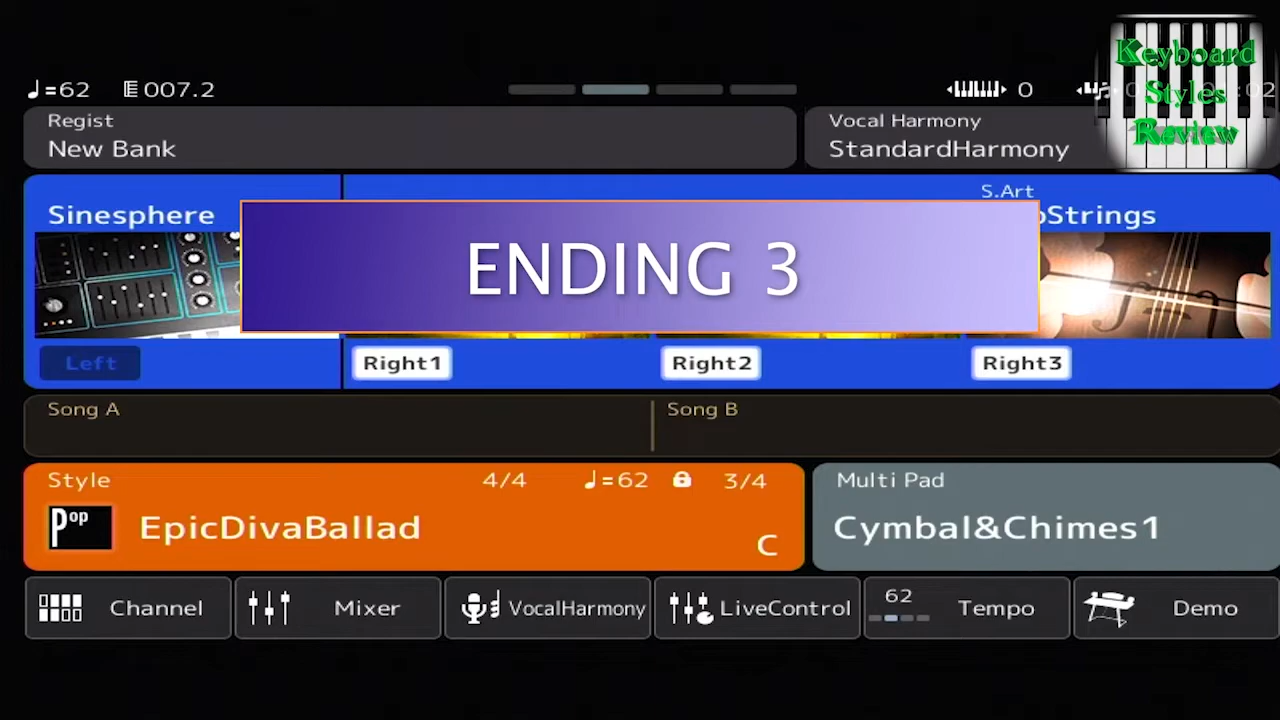 ♩=62 007.2 0
Keyboard
Styles
Review
Regist
New Bank
Vocal Harmony
StandardHarmony
S.Art
Sinesphere
Strings
ENDING 3
Left
Right1
Right2
Right3
Song A
Song B
Style 4/4 ♩=62 3/4
Pop
EpicDivaBallad
C
Multi Pad
Cymbal&Chimes1
Channel
Mixer
VocalHarmony
LiveControl
62
Tempo
Demo